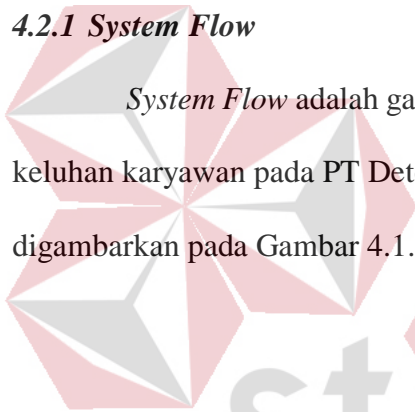 4.2.1 System Flow
System Flow adalah ga
keluhan karyawan pada PT Det
digambarkan pada Gambar 4.1.
st